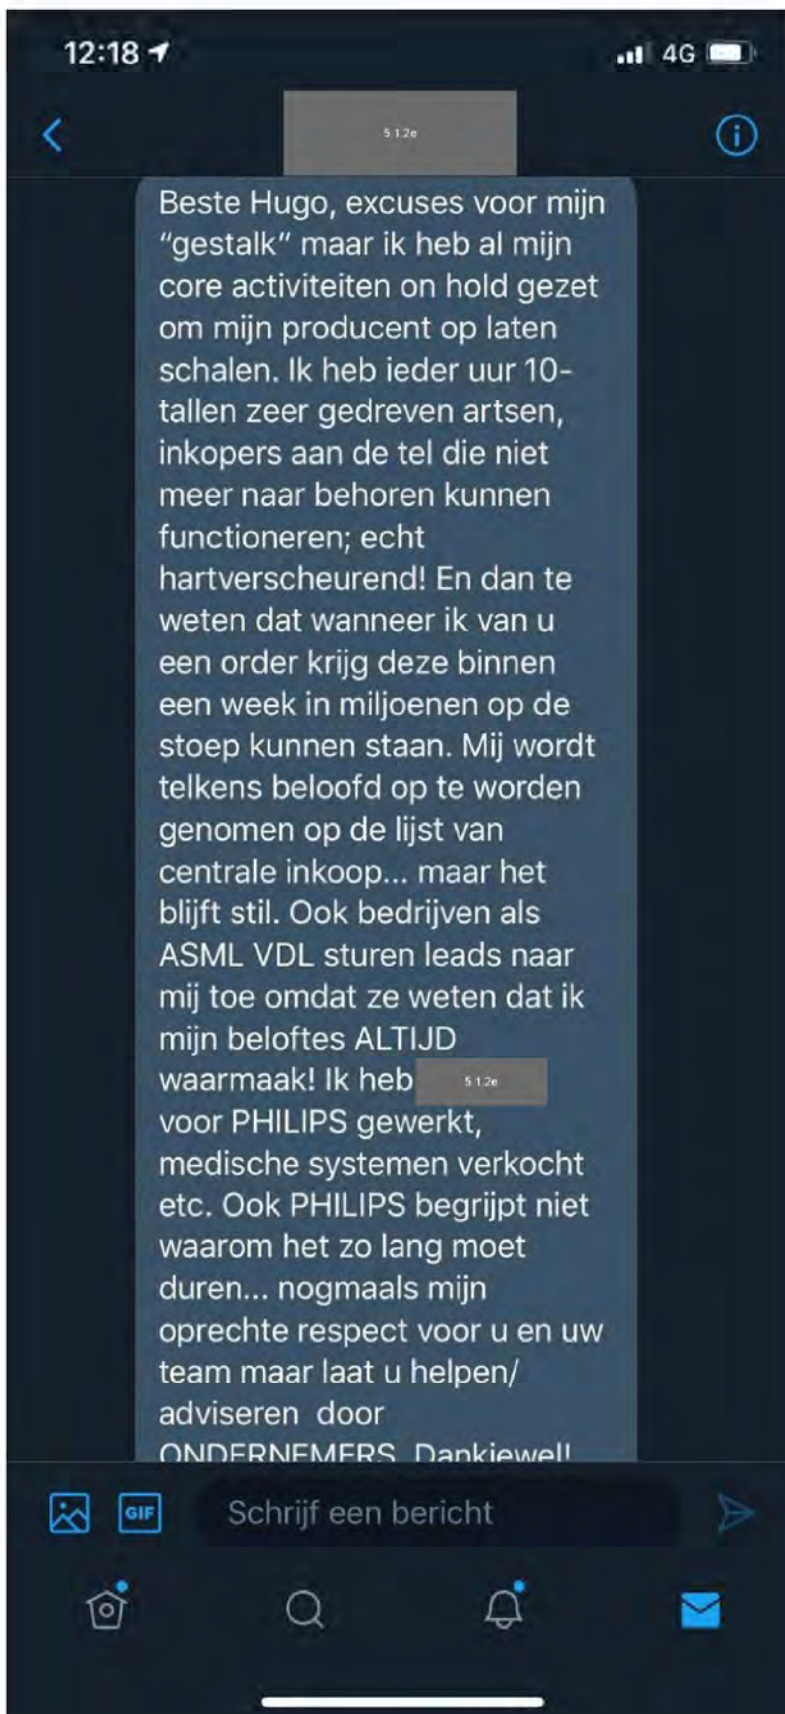 12:18
4G
5.1.2e
Beste Hugo, excuses voor mijn
“gestalk” maar ik heb al mijn
core activiteiten on hold gezet
om mijn producent op laten
schalen. Ik heb ieder uur 10-
tallen zeer gedreven artsen,
inkopers aan de tel die niet
meer naar behoren kunnen
functioneren; echt
hartverscheurend! En dan te
weten dat wanneer ik van u
een order krijg deze binnen
een week in miljoenen op de
stoep kunnen staan. Mij wordt
telkens beloofd op te worden
genomen op de lijst van
centrale inkoop... maar het
blijft stil. Ook bedrijven als
ASML VDL sturen leads naar
mij toe omdat ze weten dat ik
mijn beloftes ALTIJD
waarmaak! Ik heb 5.1.2e
voor PHILIPS gewerkt,
medische systemen verkocht
etc. Ook PHILIPS begrijpt niet
waarom het zo lang moet
duren... nogmaals mijn
oprechte respect voor u en uw
team maar laat u helpen/
adviseren door
ONDERNEMERS Dankjewel!
GIF
Schrijf een bericht